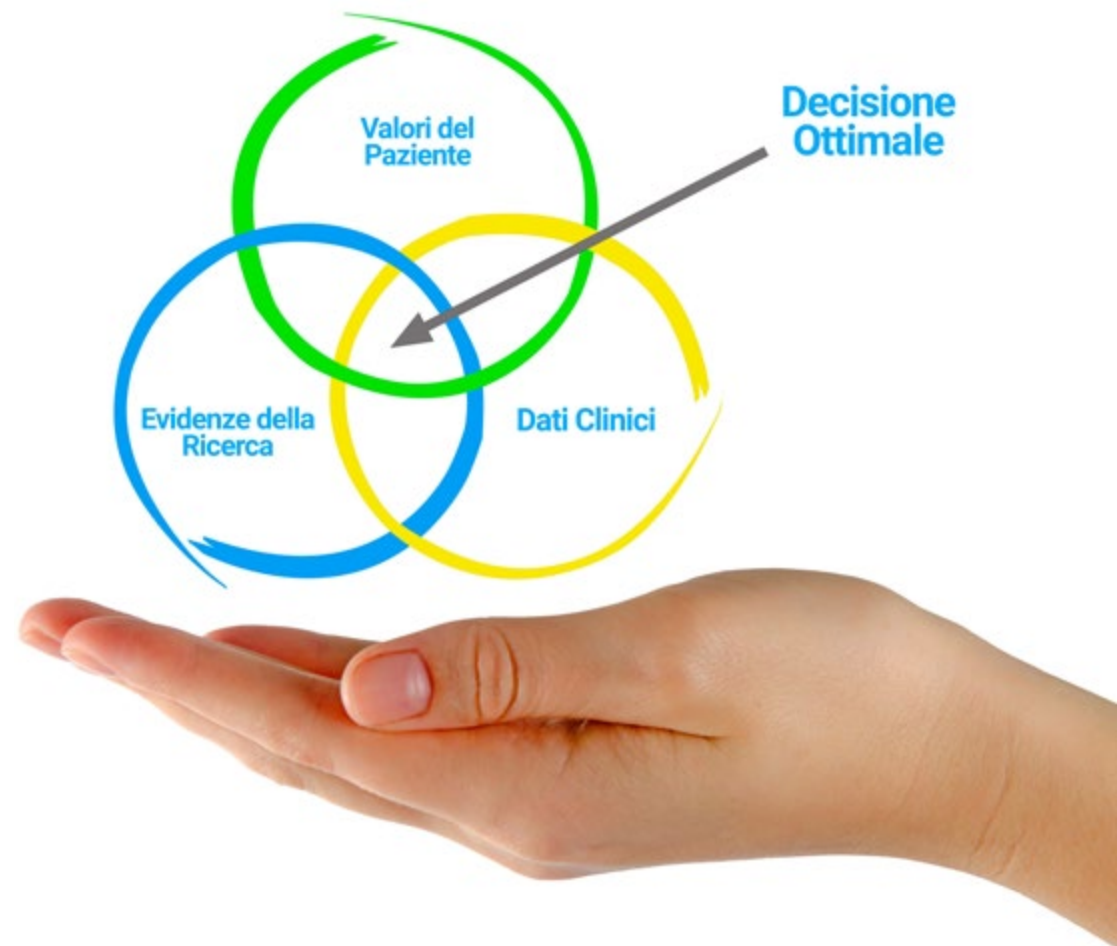 Valori del
Paziente
Decisione
Ottimale
Evidenze della
Ricerca
Dati Clinici